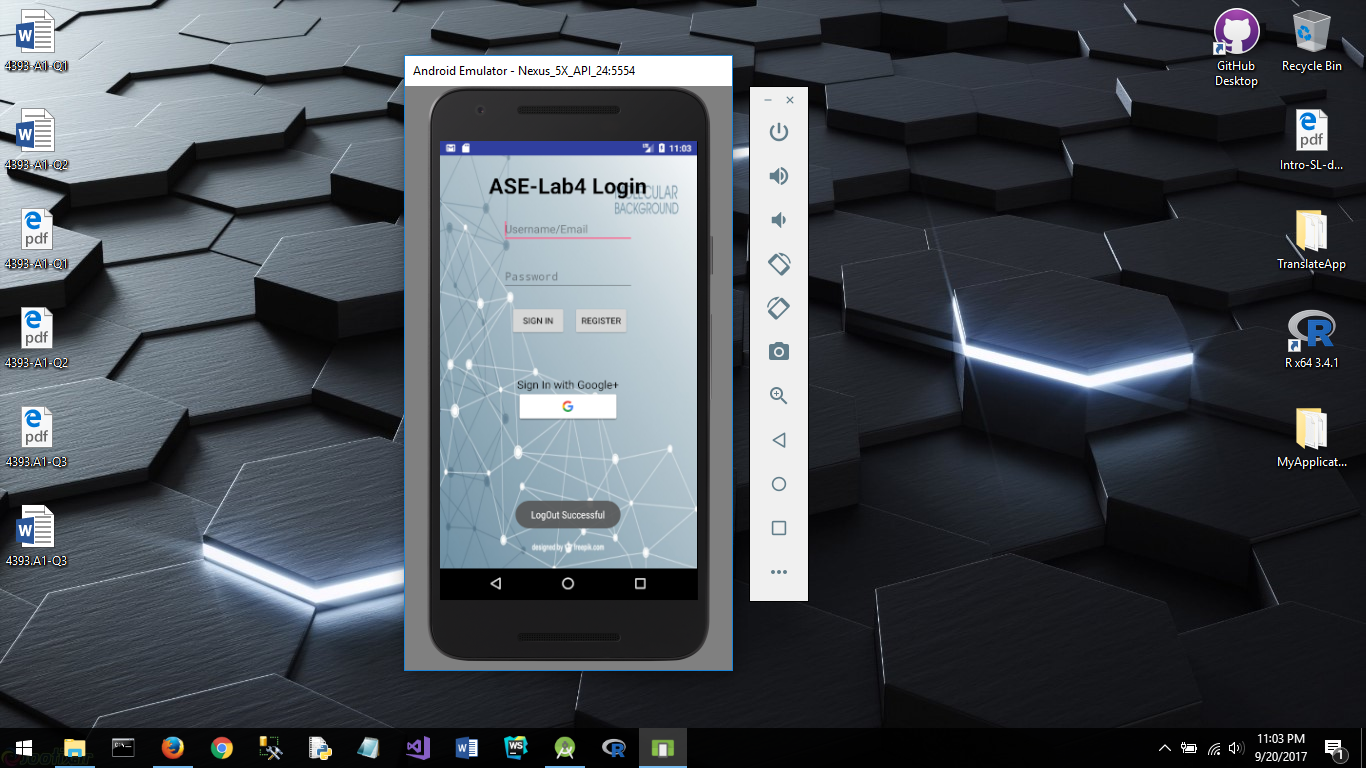 4393-A1-Q1
4393-A1-Q2
pdf
4393-A1-Q1
pdf
4393-A1-Q2
pdf
4393.A1-Q3
4393.A1-Q3
Android Emulator - Nexus_5X_API_24:5554
11:03
ASE-Lab4 Login
MOLECULAR
BACKGROUND
Username/Email
Password
SIGN IN
REGISTER
Sign In with Google+
G
LogOut Successful
designed by freepik.com
GitHub
Desktop
Recycle Bin
pdf
Intro-SL-d...
TranslateApp
R
R x64 3.4.1
MyApplicat...
WS
R
11:03 PM
9/20/2017
1